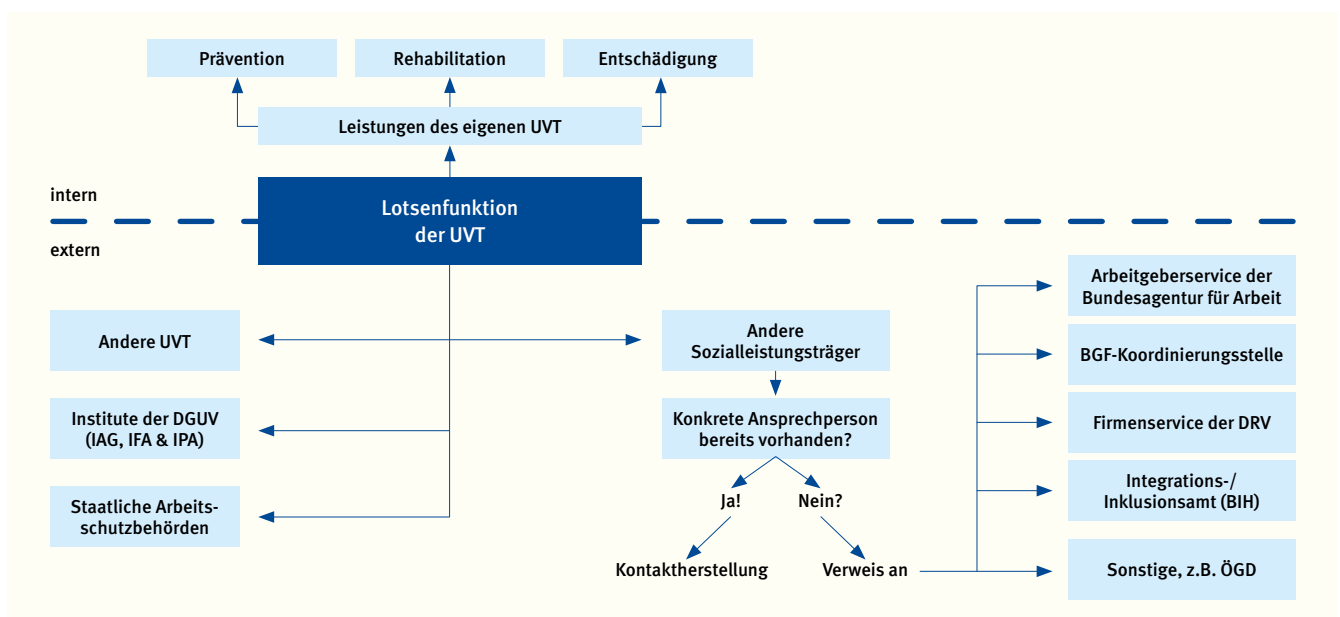 Prävention
Rehabilitation
Entschädigung
Leistungen des eigenen UVT
intern
Lotsenfunktion
der UVT
extern
Andere UVT
Institute der DGUV
(IAG, IFA & IPA)
Staatliche Arbeits-
schutzbehörden
Andere
Sozialleistungsträger
Konkrete Ansprechperson
bereits vorhanden?
Ja!
Nein?
Kontaktherstellung
Verweis an
Arbeitgeberservice der
Bundesagentur für Arbeit
BGF-Koordinierungsstelle
Firmenservice der DRV
Integrations-/
Inklusionsamt (BIH)
Sonstige, z.B. ÖGD